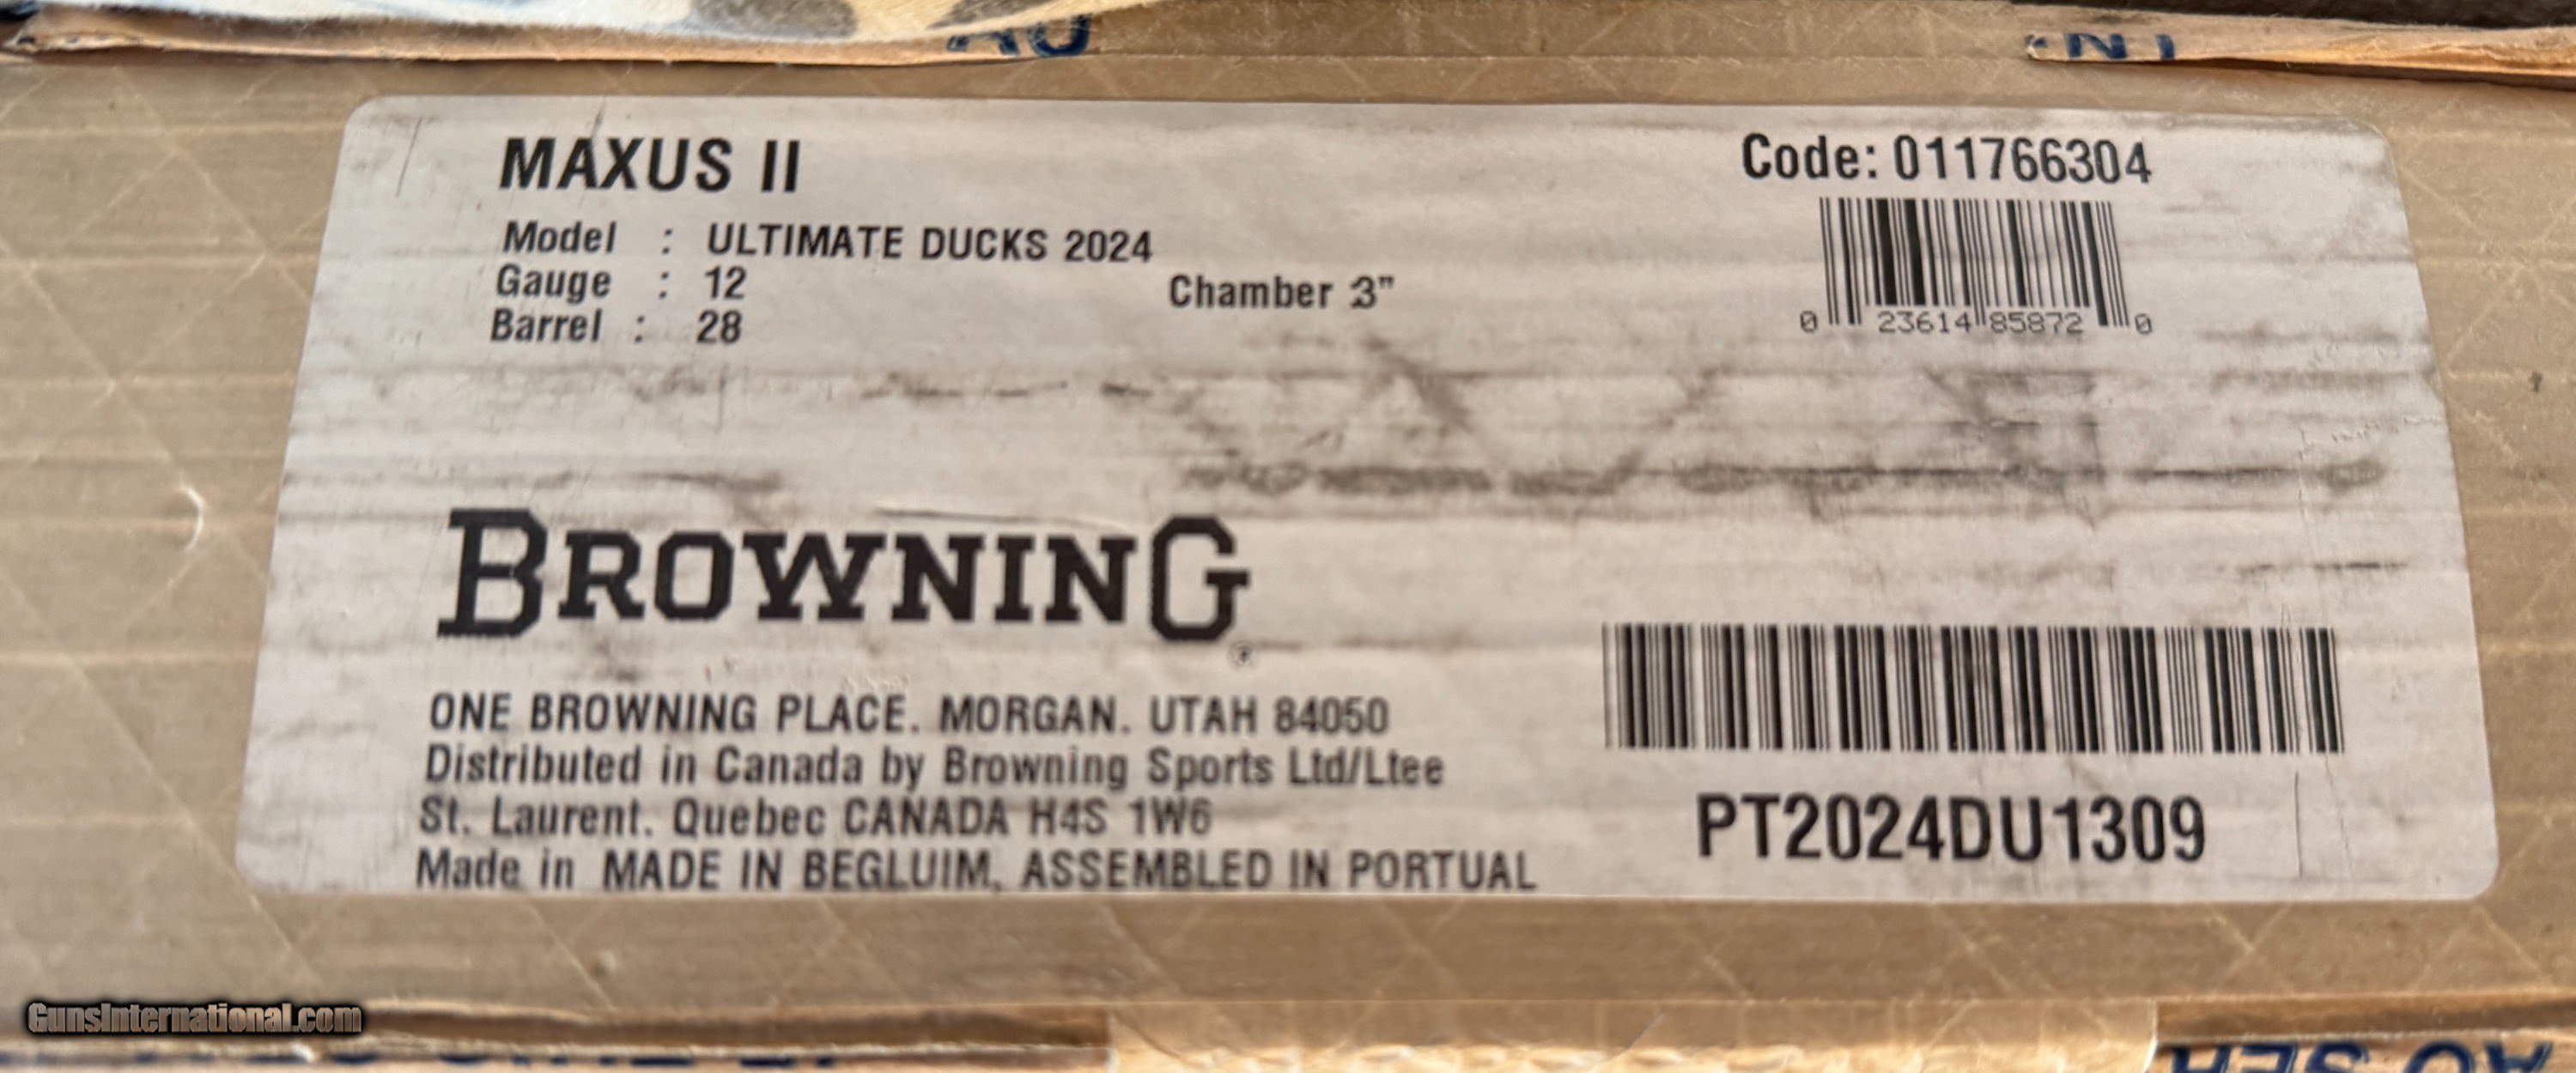 MAXUS II
Code: 011766304
Model : ULTIMATE DUCKS 2024
Gauge : 12
Chamber 3"
Barrel : 28
0 23614 85872 0
BROWNING
®
ONE BROWNING PLACE. MORGAN. UTAH 84050
Distributed in Canada by Browning Sports Ltd/Ltee
St. Laurent. Quebec CANADA H4S 1W6
Made in MADE IN BEGLUIM, ASSEMBLED IN PORTUAL
PT2024DU1309
GunsInternational.com